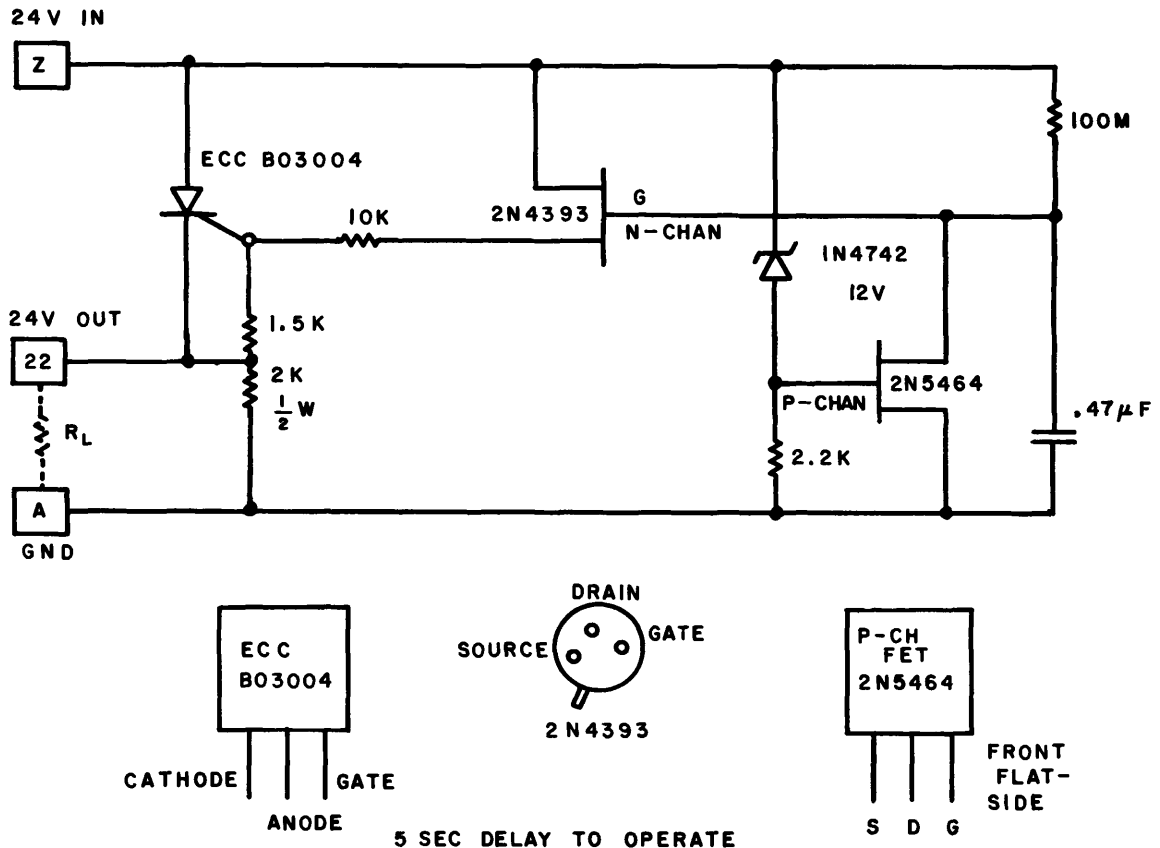 24V IN
Z
100M
ECC B03004
10K
2N4393
G
N-CHAN
1N4742
12V
24V OUT
1.5K
22
2K
1/2 W
2N5464
P-CHAN
.47µF
RL
2.2K
A
GND
DRAIN
GATE
SOURCE
2N4393
ECC
B03004
CATHODE
GATE
ANODE
P-CH
FET
2N5464
FRONT
FLAT-
SIDE
S D G
5 SEC DELAY TO OPERATE